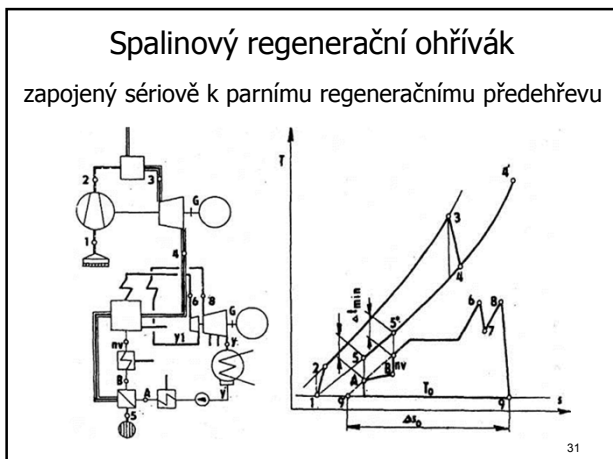 Spalinový regenerační ohřívák
zapojený sériově k parnímu regeneračnímu předehřevu
2
3
G
1
4
6
8
G
y1
y
nv
B
A
y
5
T
4'
3
4
Δt min
6
8
7
5*
5
2
B
nv
A
T₀
1
9'
9
s
Δs₀
31